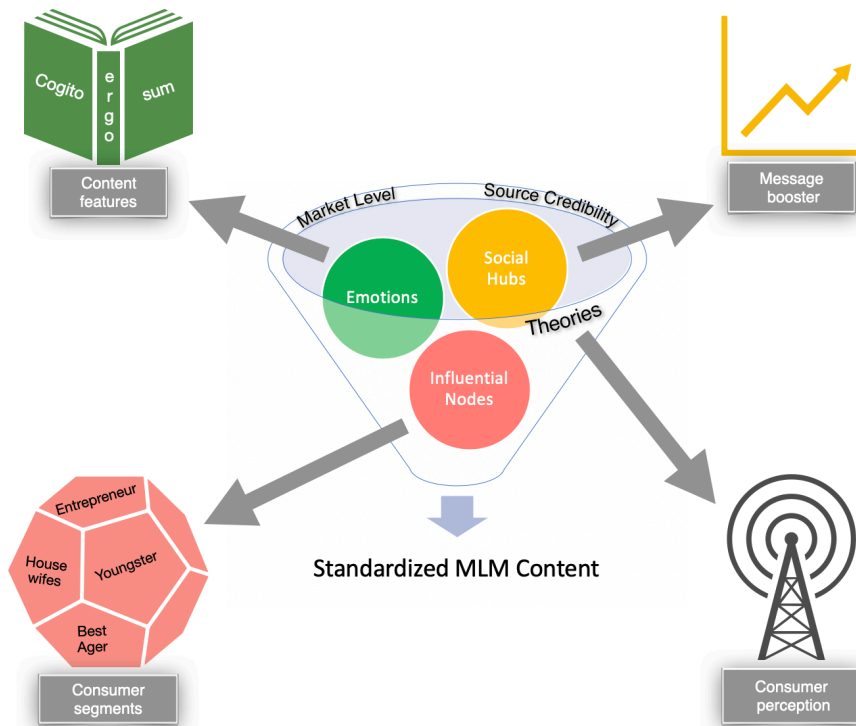 Cogito
ergo
sum
Content
features
Message
booster
Market Level
Source Credibility
Social
Hubs
Emotions
Theories
Influential
Nodes
Entrepreneur
House
wifes
Youngster
Best
Ager
Standardized MLM Content
Consumer
segments
Consumer
perception